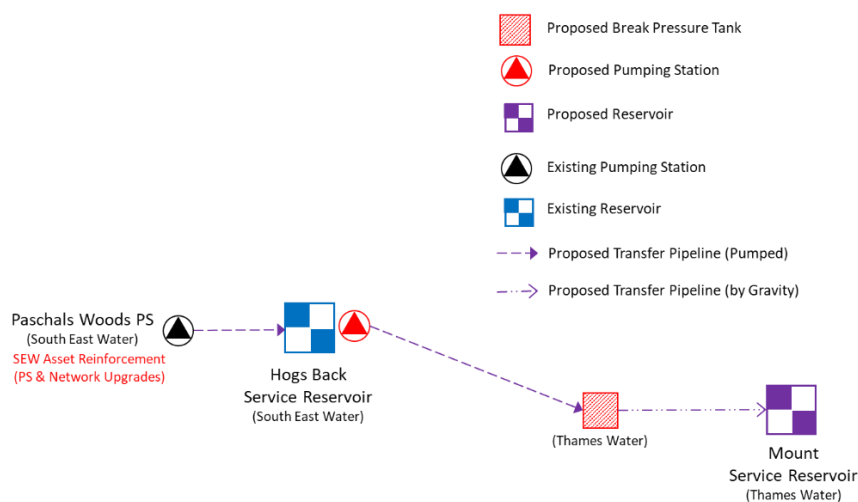 Proposed Break Pressure Tank
Proposed Pumping Station
Proposed Reservoir
Existing Pumping Station
Existing Reservoir
Proposed Transfer Pipeline (Pumped)
Proposed Transfer Pipeline (by Gravity)
Paschals Woods PS
(South East Water)
SEW Asset Reinforcement
(PS & Network Upgrades)
Hogs Back
Service Reservoir
(South East Water)
(Thames Water)
Mount
Service Reservoir
(Thames Water)